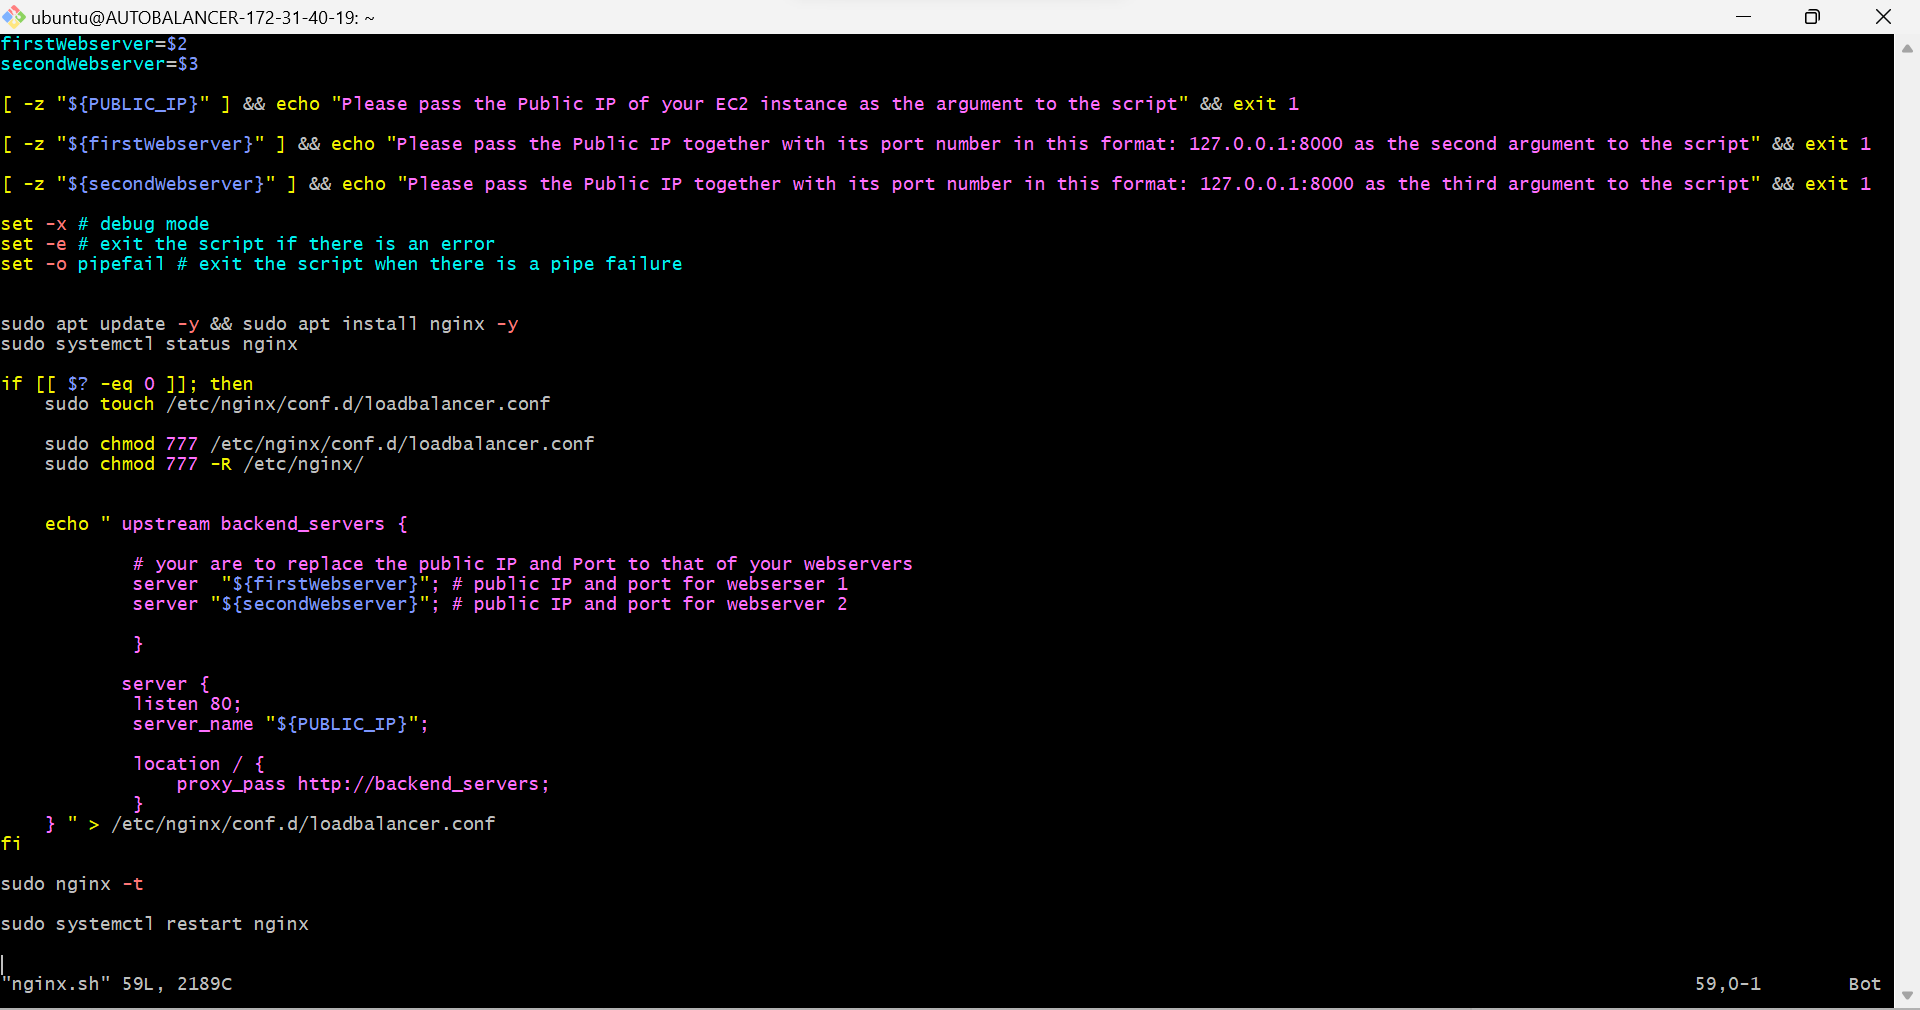 ubuntu@AUTOBALANCER-172-31-40-19: ~
firstWebserver=$2
secondWebserver=$3
[ -z "${PUBLIC_IP}" ] && echo "Please pass the Public IP of your EC2 instance as the argument to the script" && exit 1
[ -z "${firstWebserver}" ] && echo "Please pass the Public IP together with its port number in this format: 127.0.0.1:8000 as the second argument to the script" && exit 1
[ -z "${secondWebserver}" ] && echo "Please pass the Public IP together with its port number in this format: 127.0.0.1:8000 as the third argument to the script" && exit 1
set -x # debug mode
set -e # exit the script if there is an error
set -o pipefail # exit the script when there is a pipe failure
sudo apt update -y && sudo apt install nginx -y
sudo systemctl status nginx
if [[ $? -eq 0 ]]; then
sudo touch /etc/nginx/conf.d/loadbalancer.conf
sudo chmod 777 /etc/nginx/conf.d/loadbalancer.conf
sudo chmod 777 -R /etc/nginx/
echo " upstream backend_servers {
# your are to replace the public IP and Port to that of your webservers
server  "${firstWebserver}"; # public IP and port for webserser 1
server "${secondWebserver}"; # public IP and port for webserver 2
}
server {
listen 80;
server_name "${PUBLIC_IP}";
location / {
proxy_pass http://backend_servers;
}
} " > /etc/nginx/conf.d/loadbalancer.conf
fi
sudo nginx -t
sudo systemctl restart nginx
"nginx.sh" 59L, 2189C 59,0-1 Bot